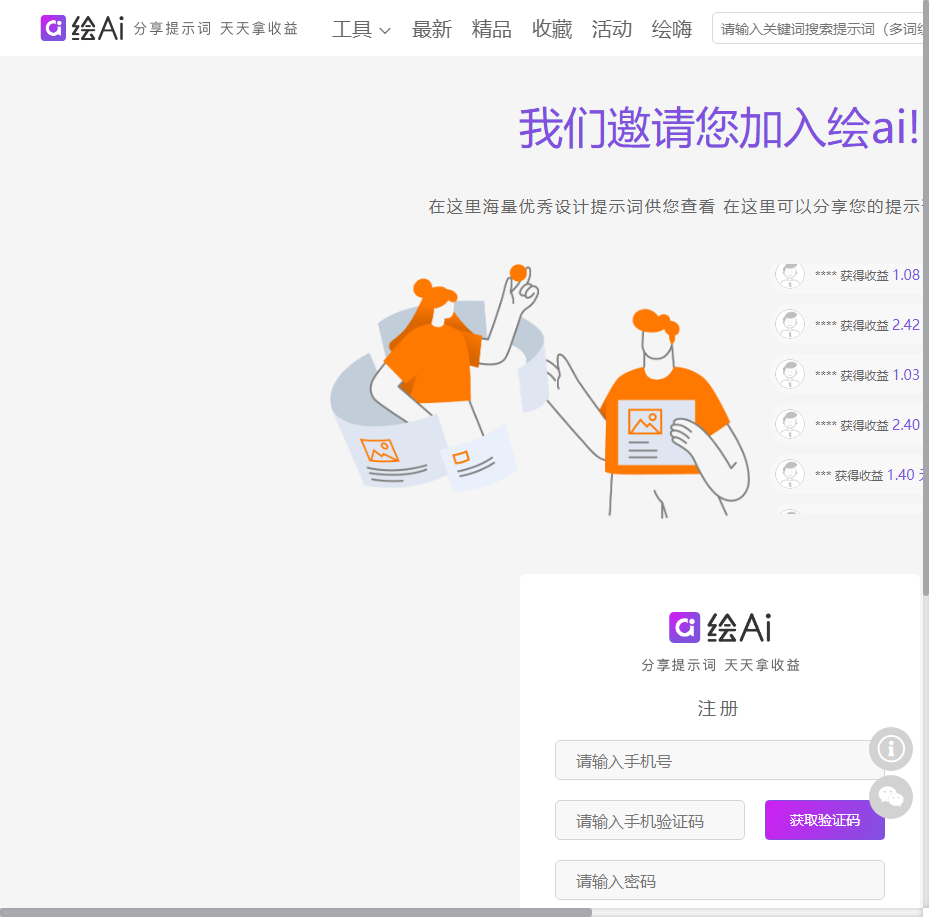 绘Ai 分享提示词 天天拿收益 工具 最新 精品 收藏 活动 绘嗨 请输入关键词搜索提示词（多词
我们邀请您加入绘ai!
在这里海量优秀设计提示词供您查看 在这里可以分享您的提示
**** 获得收益 1.08
**** 获得收益 2.42
**** 获得收益 1.03
**** 获得收益 2.40
*** 获得收益 1.40
绘Ai
分享提示词 天天拿收益
注册
请输入手机号
请输入手机验证码 获取验证码
请输入密码